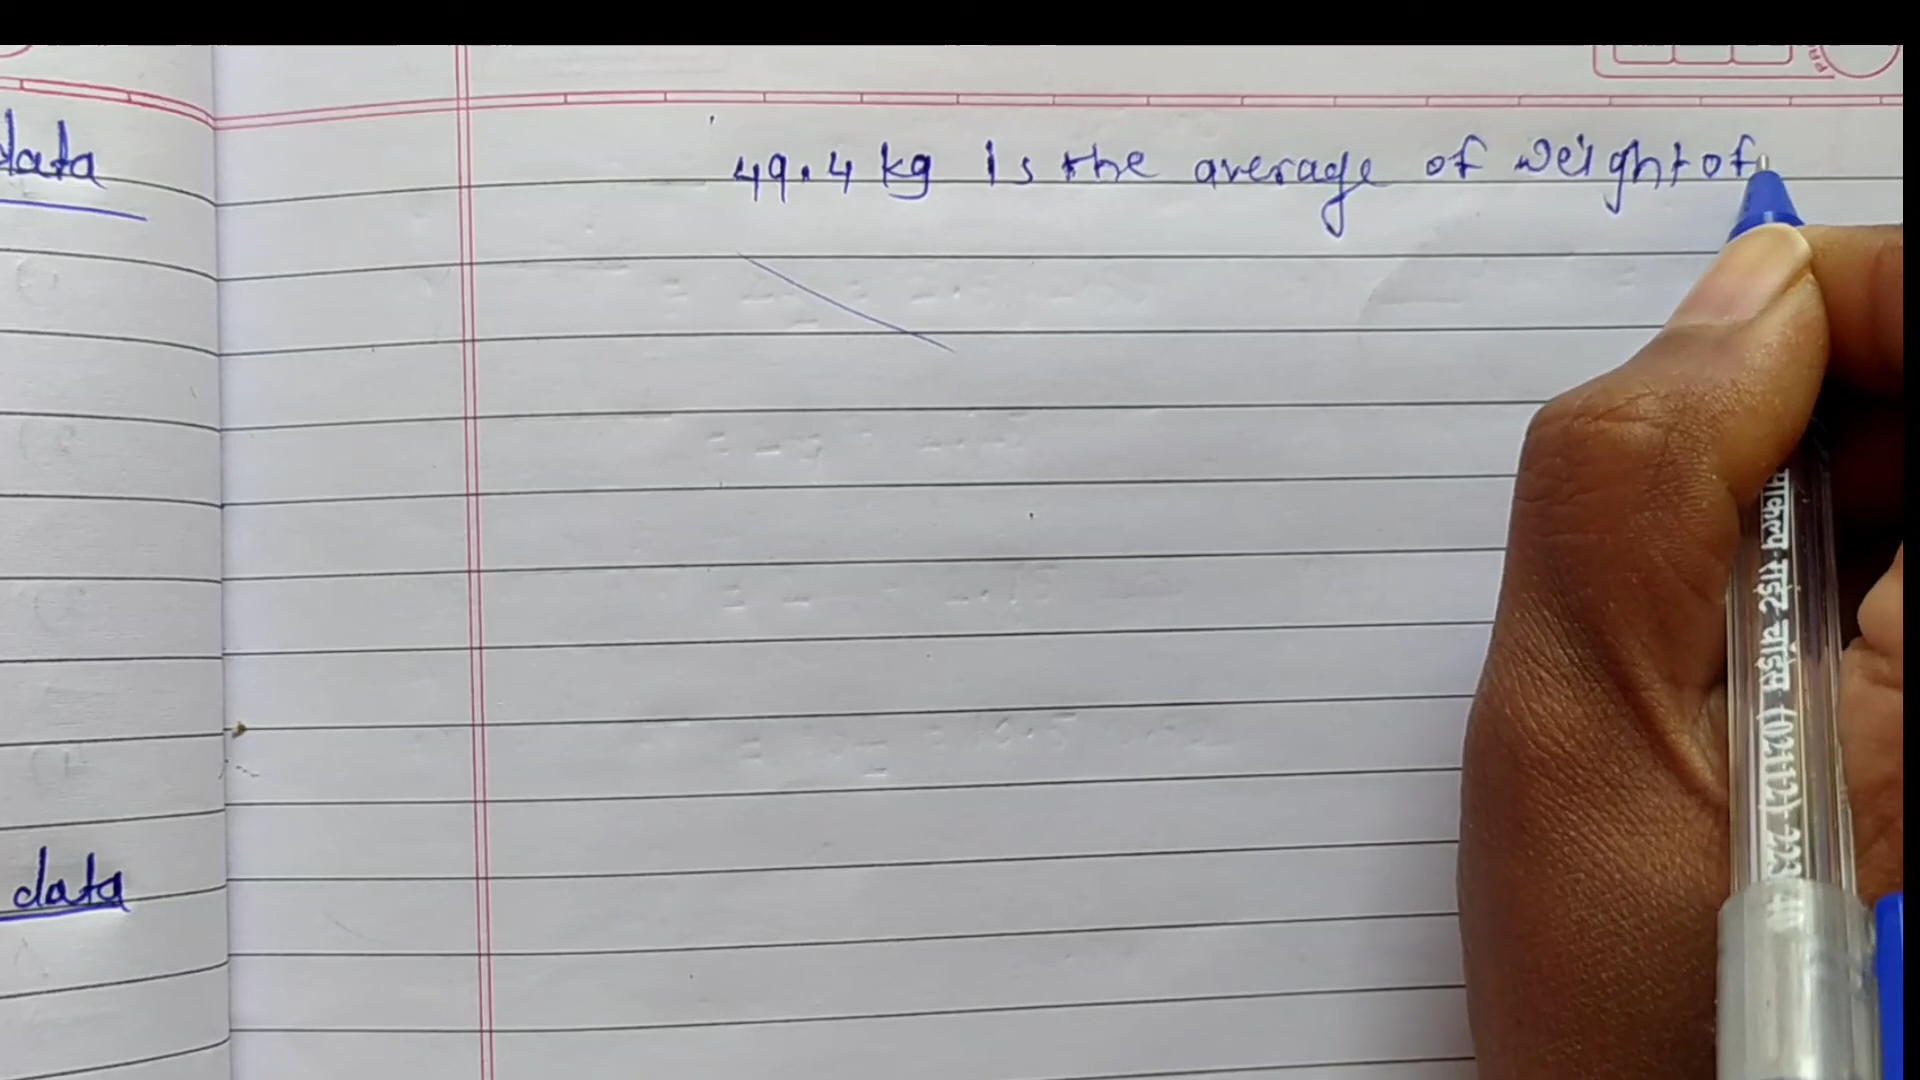 data
49.4 kg is the average of weight of
data